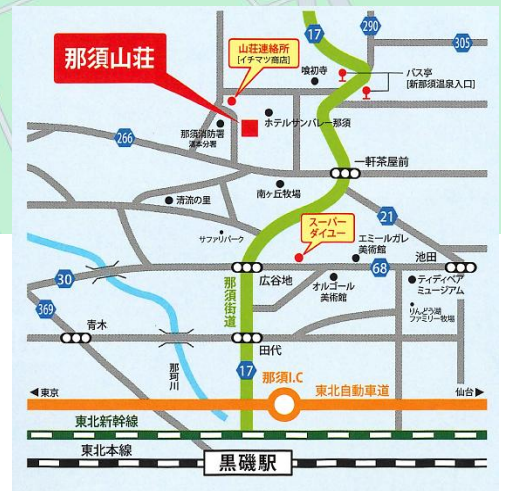 17
290
305
那須山荘
山荘連絡所
[イチマツ商店]
喰初寺
バス亭
[新那須温泉入口]
那須消防署
湯本分署
ホテルサンバレー那須
266
一軒茶屋前
南ヶ丘牧場
清流の里
21
サファリパーク
スーパー
ダイユー
エミールガレ
美術館
池田
30
広谷地
68
オルゴール
美術館
テディベア
ミュージアム
那須街道
369
りんどう湖
ファミリー牧場
青木
田代
那珂川
17
那須I.C
東京
東北自動車道
仙台
東北新幹線
東北本線
黒磯駅